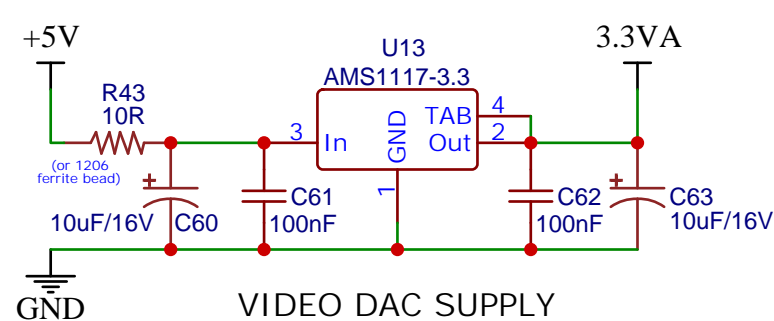 +5V
U13
3.3VA
AMS1117-3.3
R43
10R
TAB
4
3
In
GND
Out
2
(or 1206
ferrite bead)
1
+
+
C61
C62
C63
10uF/16V
C60
100nF
100nF
10uF/16V
GND
VIDEO DAC SUPPLY